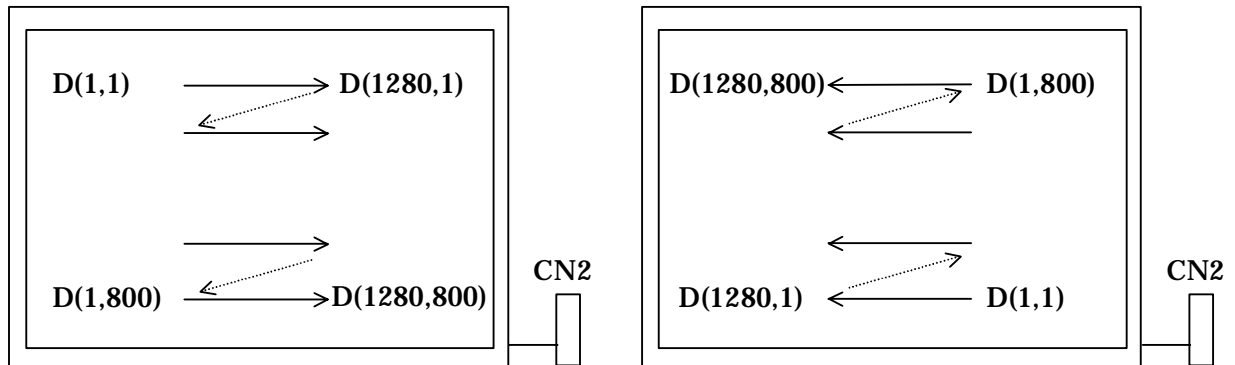 D(1,1) D(1280,1)
D(1,800) D(1280,800)
CN2
D(1280,800) D(1,800)
D(1280,1) D(1,1)
CN2